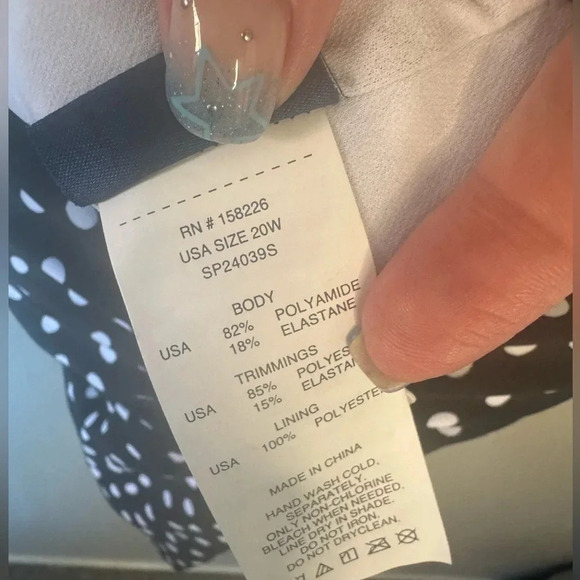 RN # 158226
USA SIZE 20W
SP24039S
BODY
USA 82% POLYAMIDE
18% ELASTANE
TRIMMINGS
USA 85%
15%
LINING
USA 100% POLYESTER
MADE IN CHINA
HAND WASH COLD,
SEPARATELY.
ONLY NON-CHLORINE
BLEACH WHEN NEEDED.
LINE DRY IN SHADE.
DO NOT IRON.
DO NOT DRYCLEAN.